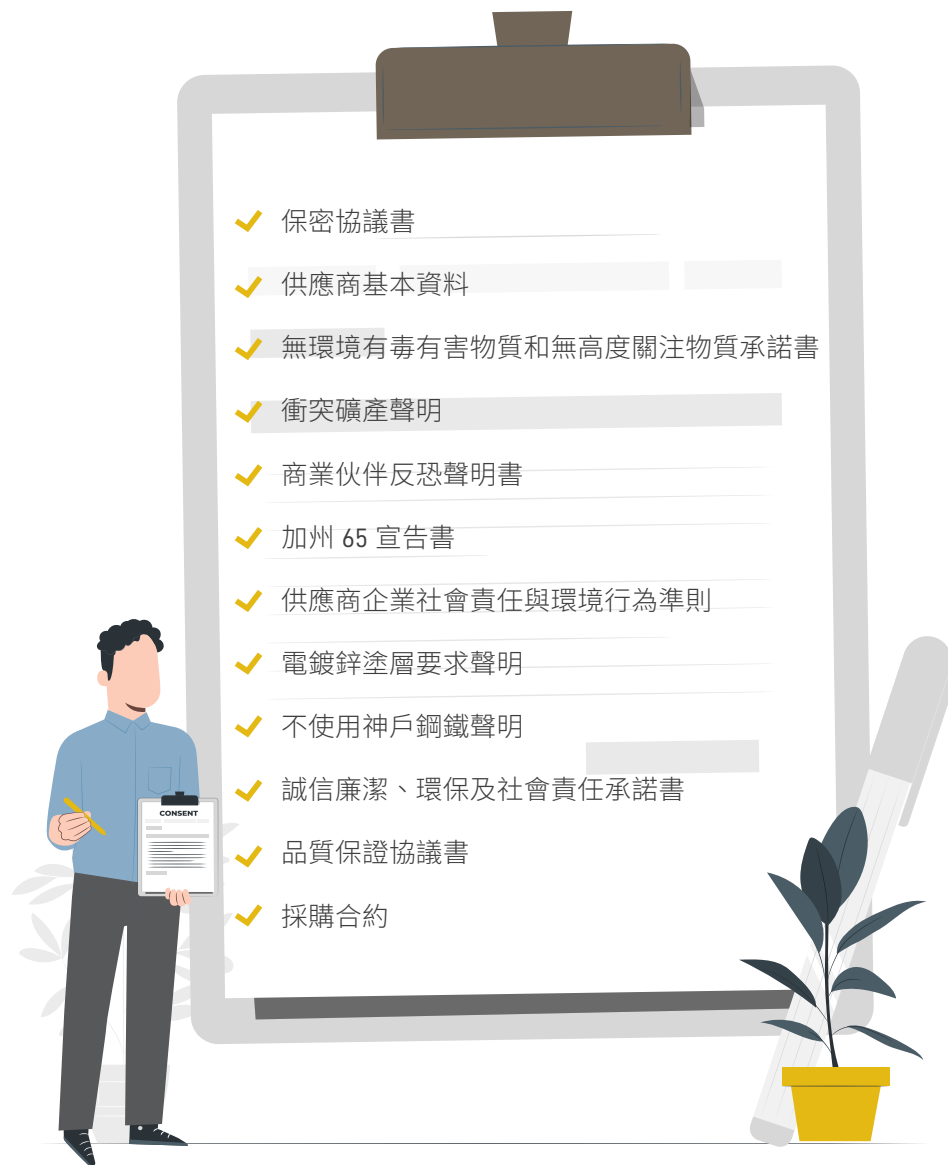 保密協議書
供應商基本資料
無環境有毒有害物質和無高度關注物質承諾書
衝突礦產聲明
商業伙伴反恐聲明書
加州 65 宣告書
供應商企業社會責任與環境行為準則
電鍍鋅塗層要求聲明
不使用神戶鋼鐵聲明
誠信廉潔、環保及社會責任承諾書
品質保證協議書
採購合約
CONSENT